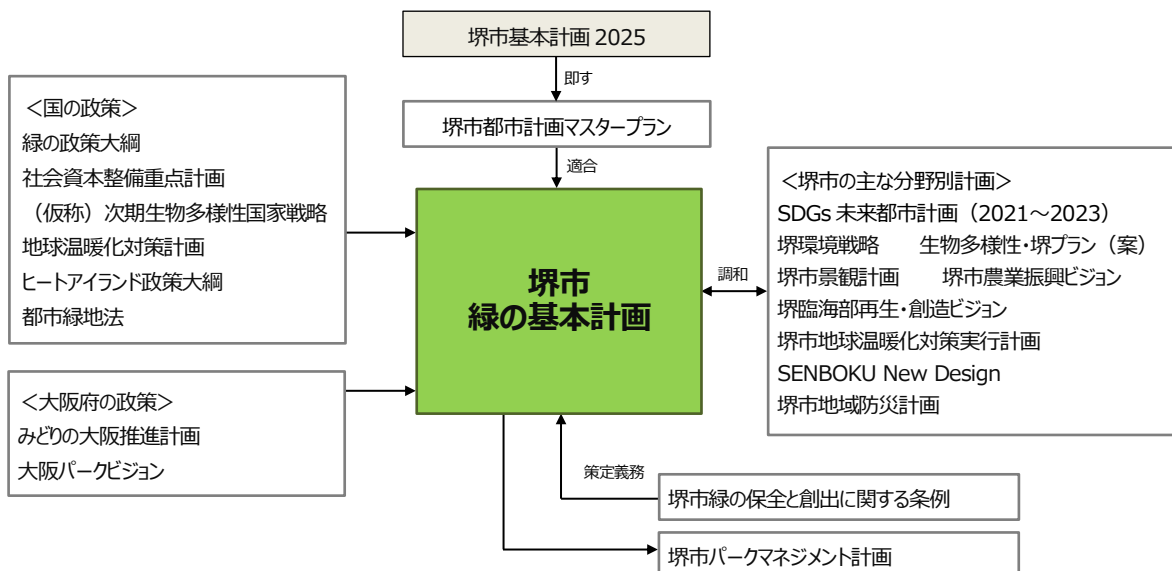 堺市基本計画 2025
即す
堺市都市計画マスタープラン
適合
＜国の政策＞
緑の政策大綱
社会資本整備重点計画
（仮称）次期生物多様性国家戦略
地球温暖化対策計画
ヒートアイランド政策大綱
都市緑地法
＜大阪府の政策＞
みどりの大阪推進計画
大阪パークビジョン
堺市
緑の基本計画
調和
＜堺市の主な分野別計画＞
SDGs 未来都市計画（2021～2023）
堺環境戦略　　生物多様性・堺プラン（案）
堺市景観計画　　堺市農業振興ビジョン
堺臨海部再生・創造ビジョン
堺市地球温暖化対策実行計画
SENBOKU New Design
堺市地域防災計画
策定義務
堺市緑の保全と創出に関する条例
堺市パークマネジメント計画